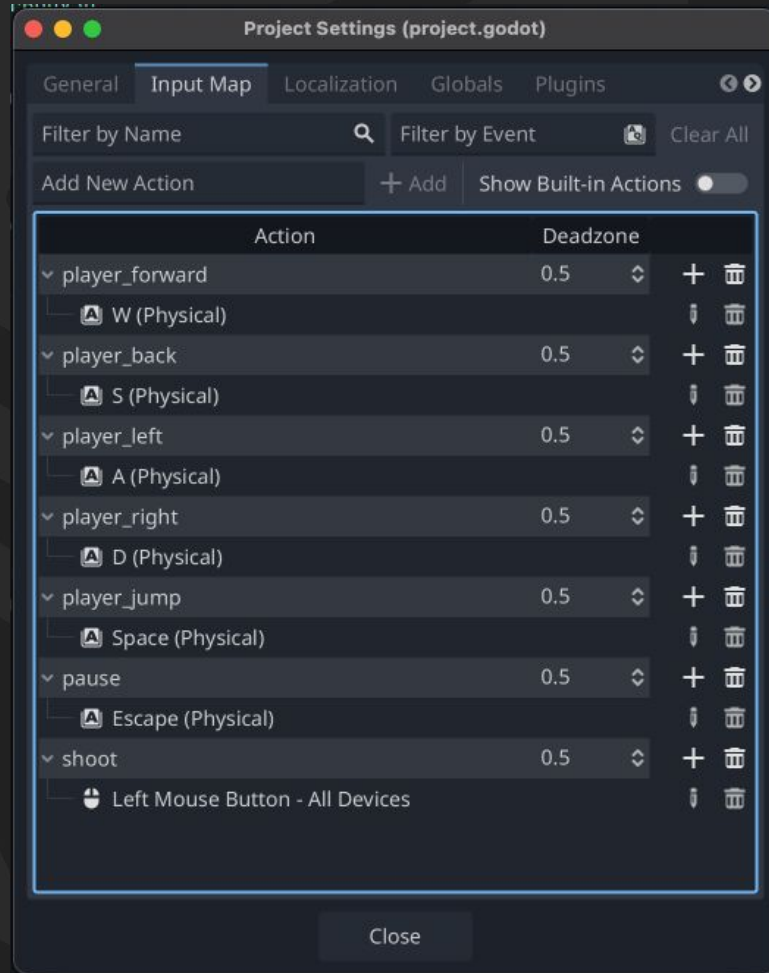 Project Settings (project.godot)
General Input Map Localization Globals Plugins
Filter by Name Filter by Event Clear All
Add New Action + Add Show Built-in Actions
Action Deadzone
player_forward 0.5
W (Physical)
player_back 0.5
S (Physical)
player_left 0.5
A (Physical)
player_right 0.5
D (Physical)
player_jump 0.5
Space (Physical)
pause 0.5
Escape (Physical)
shoot 0.5
Left Mouse Button - All Devices
Close